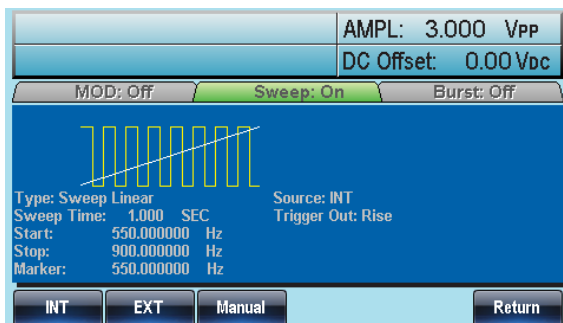 AMPL: 3.000 VPP
DC Offset: 0.00 VDC
MOD: Off Sweep: On Burst: Off
Type: Sweep Linear Source: INT
Sweep Time: 1.000 SEC Trigger Out: Rise
Start: 550.000000 Hz
Stop: 900.000000 Hz
Marker: 550.000000 Hz
INT EXT Manual Return